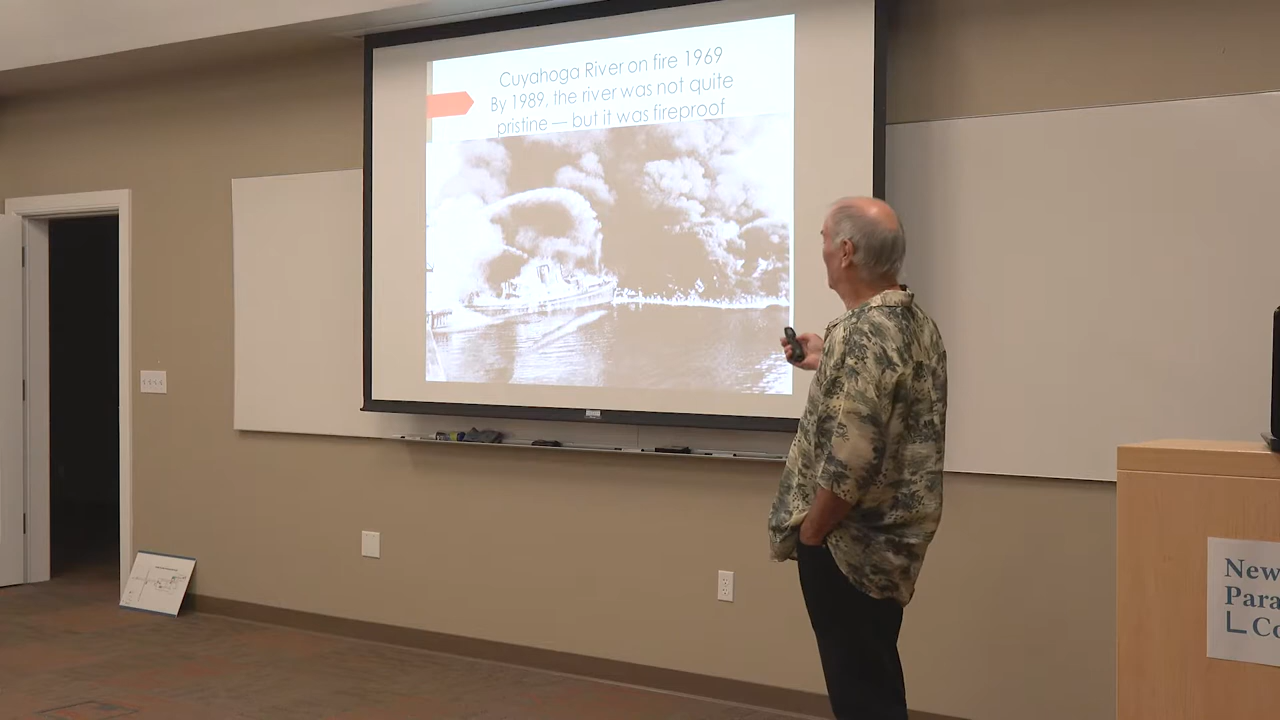 Cuyahoga River on fire 1969
By 1989, the river was not quite
pristine — but it was fireproof
New
Para
Co